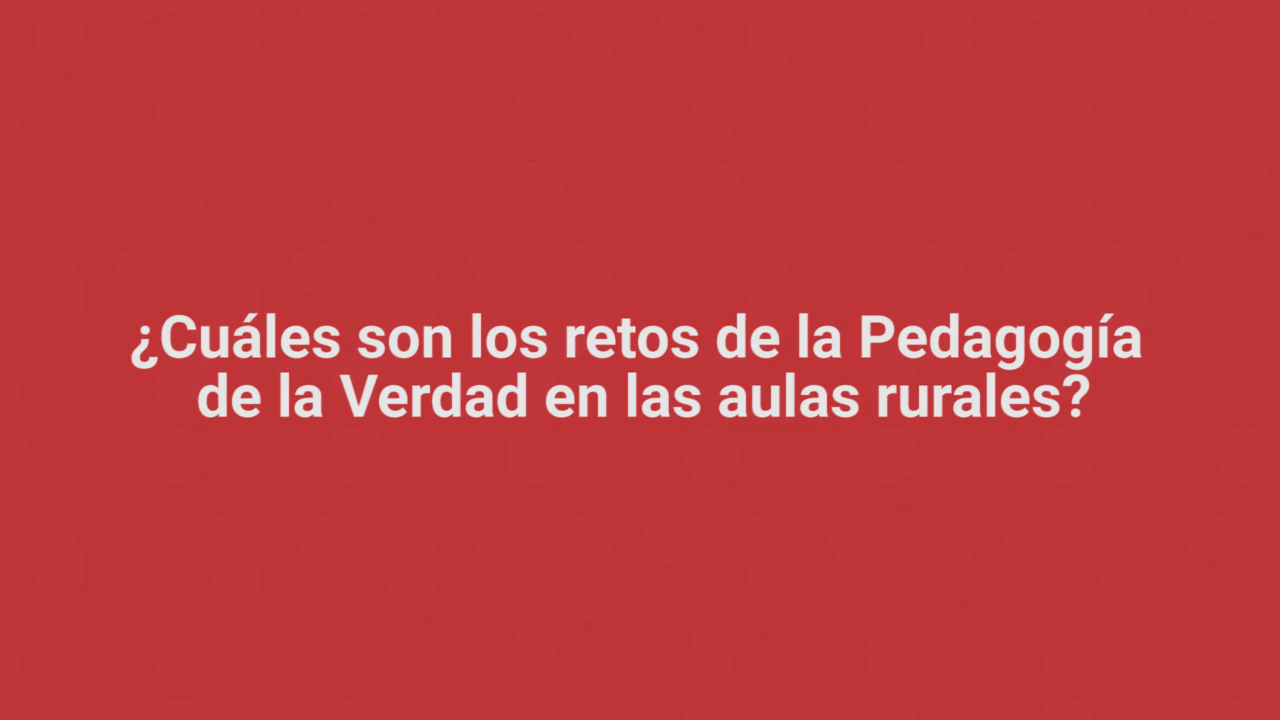 ¿Cuáles son los retos de la Pedagogía
de la Verdad en las aulas rurales?